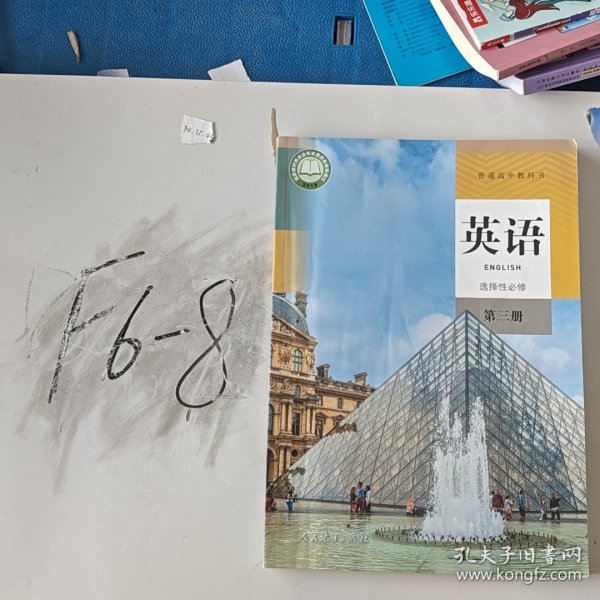 F6-8
普通高中教科书
英语
ENGLISH
选择性必修
第三册
人民教育出版社
孔夫子旧书网
www.kongfz.com